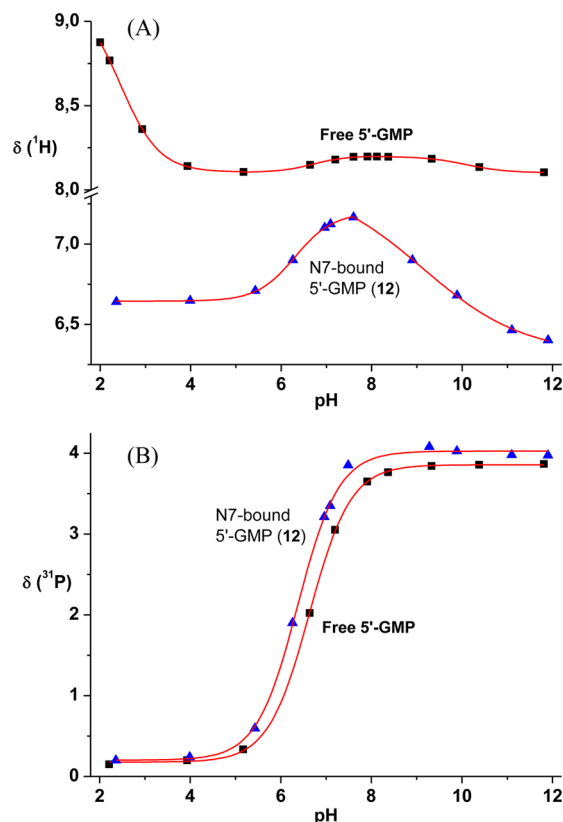 (A)
9,0
8,5
δ (¹H)
Free 5'-GMP
8,0
7,0
N7-bound
5'-GMP (12)
6,5
2 4 6 8 10 12
pH
(B)
4
N7-bound
5'-GMP (12)
3
δ (³¹P)
Free 5'-GMP
2
1
0
2 4 6 8 10 12
pH